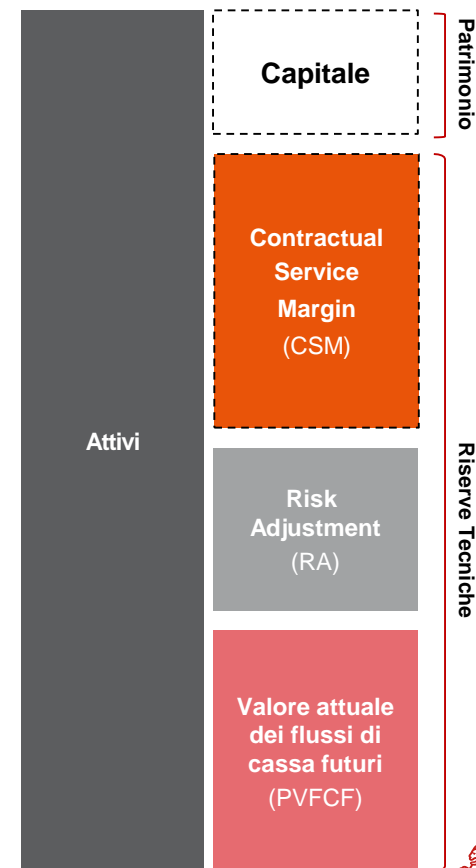 Capitale
Patrimonio
Contractual
Service
Margin
(CSM)
Attivi
Riserve Tecniche
Risk
Adjustment
(RA)
Valore attuale
dei flussi di
cassa futuri
(PVFCF)